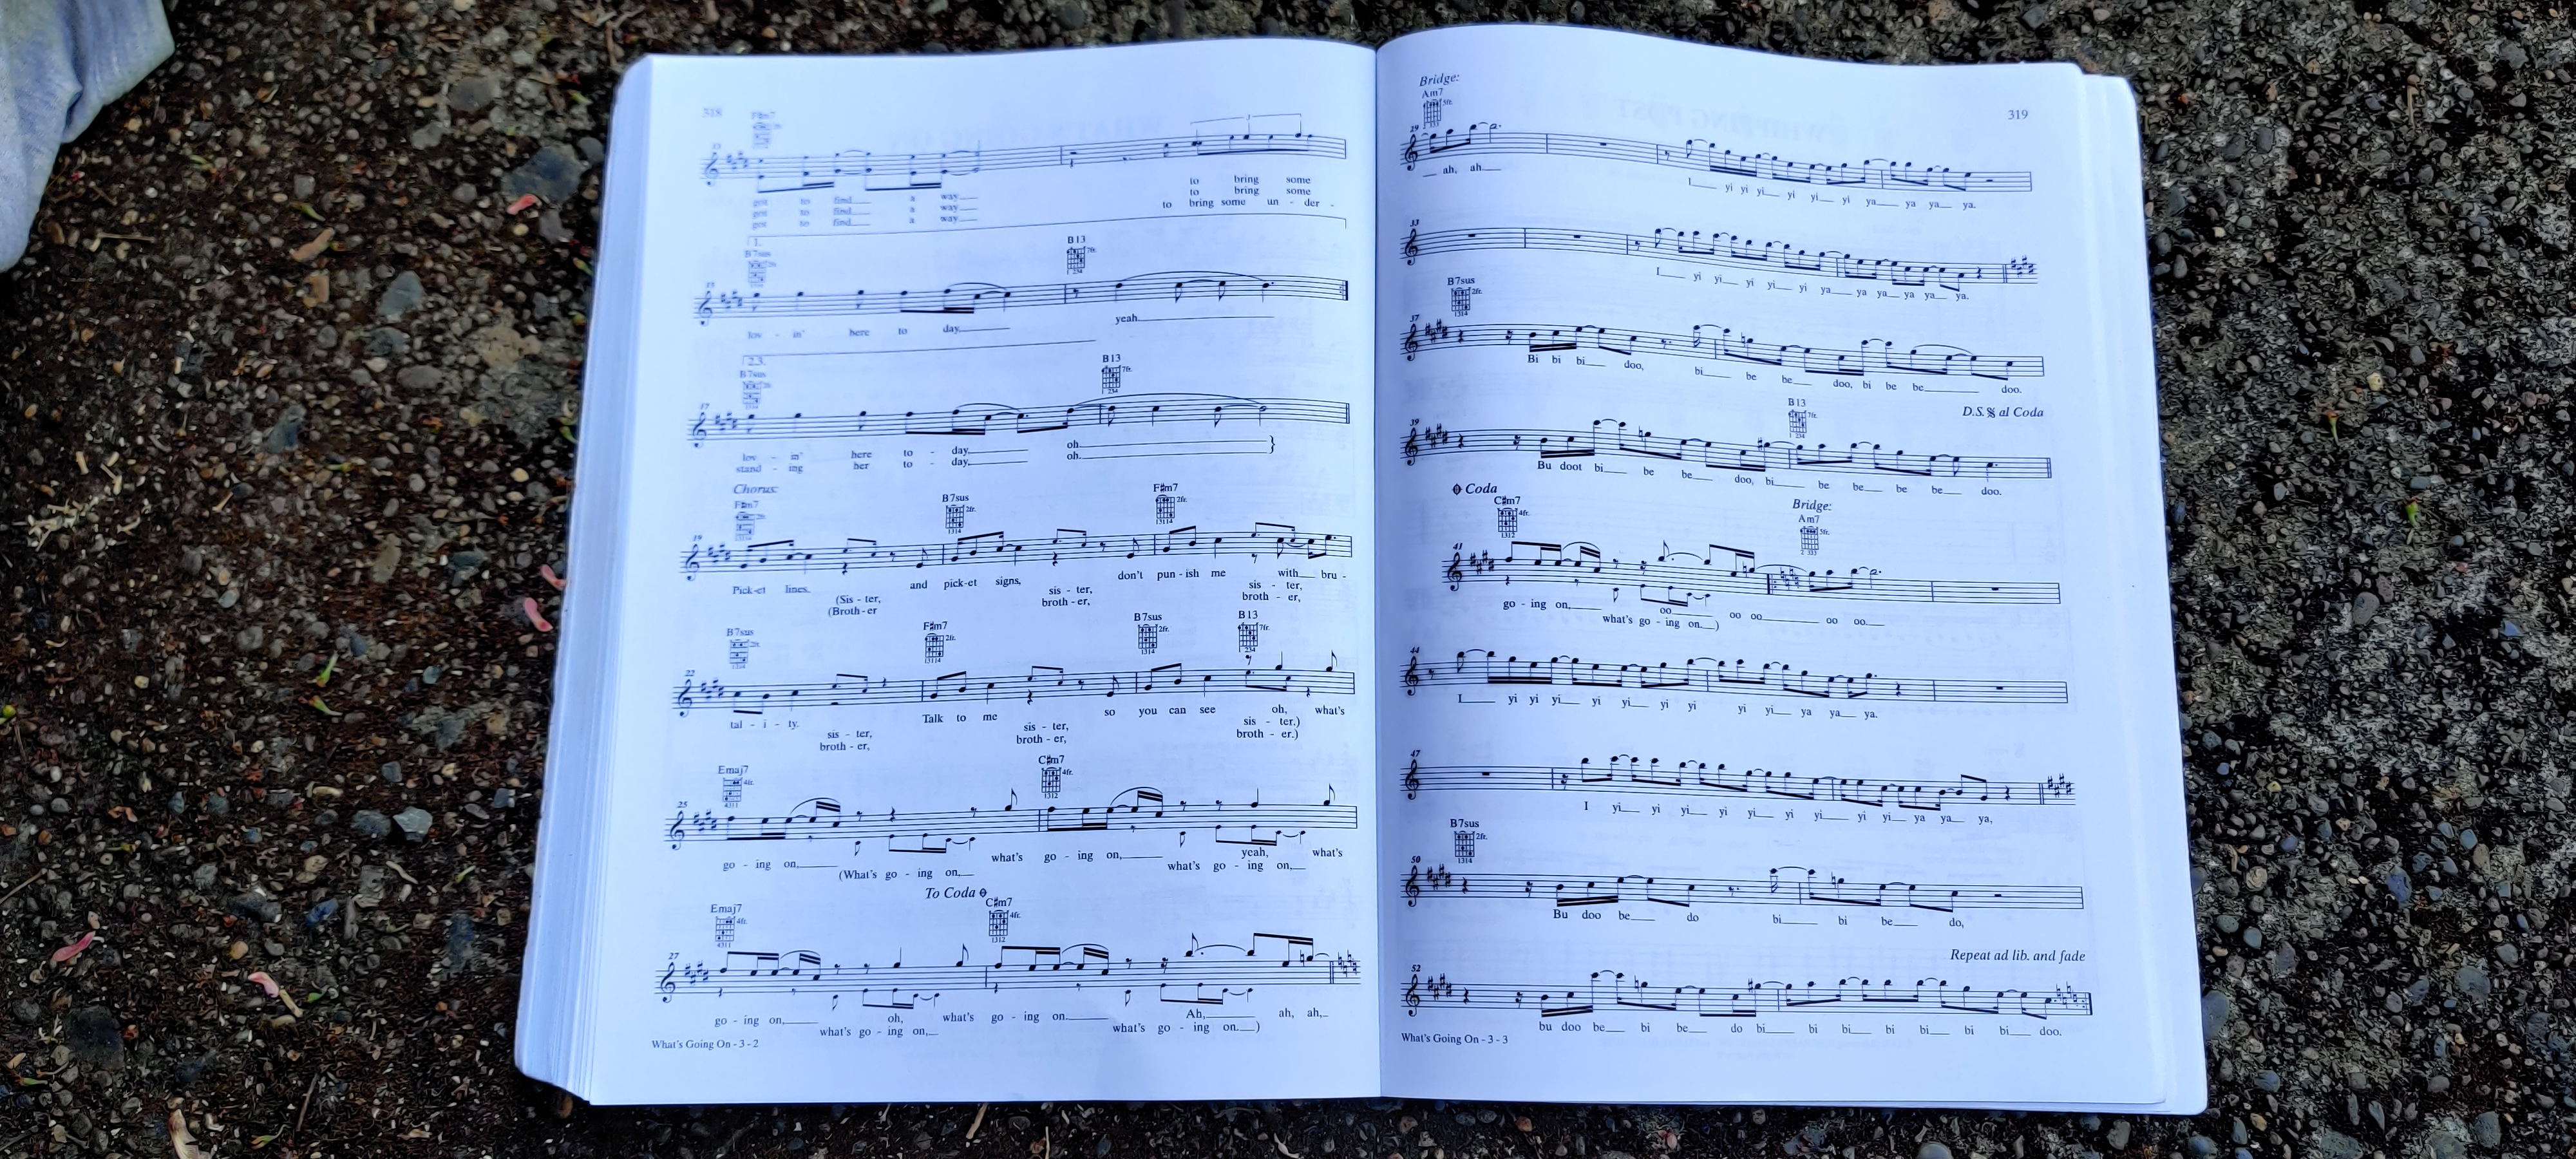 318
F#m7
got to find a way
got to find a way
got to find a way
to bring some
to bring some
to bring some un - der -
1.
B7sus
B13
lov - in' here to day.
yeah.
2.3.
17
B7sus
B13
lov - in' here to - day.
stand - ing her to - day.
oh
oh.
Chorus:
19
F#m7
B7sus
F#m7
Pick-et lines, and pick-et signs, don't pun-ish me with bru -
(Sis - ter, sis - ter, sis - ter,
(Broth-er broth-er, broth - er,
22
B7sus
F#m7
B7sus
B13
tal - i - ty. Talk to me so you can see oh, what's
sis - ter, sis - ter, sis - ter.)
broth - er, broth - er, broth - er.)
25
Emaj7
C#m7
go - ing on, what's go - ing on, yeah, what's
(What's go - ing on, what's go - ing on,
To Coda
27
Emaj7
C#m7
go - ing on, oh, what's go - ing on. Ah, ah, ah,
what's go - ing on, what's go - ing on.)
What's Going On - 3 - 2
319
Bridge:
29
Am7
ah, ah I yi yi yi yi yi yi ya ya ya ya.
33
I yi yi yi yi yi ya ya ya ya ya.
37
B7sus
Bi bi bi doo, bi be be doo, bi be be doo.
D.S. 𝄋 al Coda
39
B13
Bu doot bi be be doo, bi be be be be doo.
Coda
Bridge:
41
C#m7
Am7
go - ing on, oo oo oo. oo oo.
what's go - ing on.)
44
I yi yi yi yi yi yi yi yi yi ya ya ya.
47
I yi yi yi yi yi yi yi yi ya ya ya,
50
B7sus
Bu doo be do bi bi be do,
Repeat ad lib. and fade
52
bu doo be bi be do bi bi bi bi bi bi bi doo.
What's Going On - 3 - 3